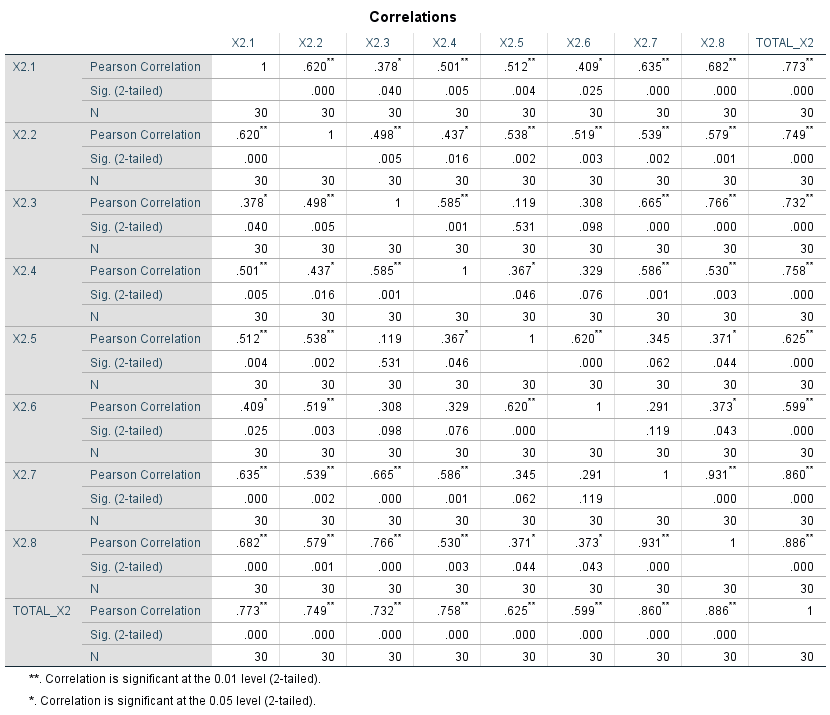 Correlations
X2.1 X2.2 X2.3 X2.4 X2.5 X2.6 X2.7 X2.8 TOTAL_X2
X2.1 Pearson Correlation 1 .620** .378* .501** .512** .409* .635** .682** .773**
Sig. (2-tailed) .000 .040 .005 .004 .025 .000 .000 .000
N 30 30 30 30 30 30 30 30 30
X2.2 Pearson Correlation .620** 1 .498** .437* .538** .519** .539** .579** .749**
Sig. (2-tailed) .000 .005 .016 .002 .003 .002 .001 .000
N 30 30 30 30 30 30 30 30 30
X2.3 Pearson Correlation .378* .498** 1 .585** .119 .308 .665** .766** .732**
Sig. (2-tailed) .040 .005 .001 .531 .098 .000 .000 .000
N 30 30 30 30 30 30 30 30 30
X2.4 Pearson Correlation .501** .437* .585** 1 .367* .329 .586** .530** .758**
Sig. (2-tailed) .005 .016 .001 .046 .076 .001 .003 .000
N 30 30 30 30 30 30 30 30 30
X2.5 Pearson Correlation .512** .538** .119 .367* 1 .620** .345 .371* .625**
Sig. (2-tailed) .004 .002 .531 .046 .000 .062 .044 .000
N 30 30 30 30 30 30 30 30 30
X2.6 Pearson Correlation .409* .519** .308 .329 .620** 1 .291 .373* .599**
Sig. (2-tailed) .025 .003 .098 .076 .000 .119 .043 .000
N 30 30 30 30 30 30 30 30 30
X2.7 Pearson Correlation .635** .539** .665** .586** .345 .291 1 .931** .860**
Sig. (2-tailed) .000 .002 .000 .001 .062 .119 .000 .000
N 30 30 30 30 30 30 30 30 30
X2.8 Pearson Correlation .682** .579** .766** .530** .371* .373* .931** 1 .886**
Sig. (2-tailed) .000 .001 .000 .003 .044 .043 .000 .000
N 30 30 30 30 30 30 30 30 30
TOTAL_X2 Pearson Correlation .773** .749** .732** .758** .625** .599** .860** .886** 1
Sig. (2-tailed) .000 .000 .000 .000 .000 .000 .000 .000
N 30 30 30 30 30 30 30 30 30
**. Correlation is significant at the 0.01 level (2-tailed).
*. Correlation is significant at the 0.05 level (2-tailed).